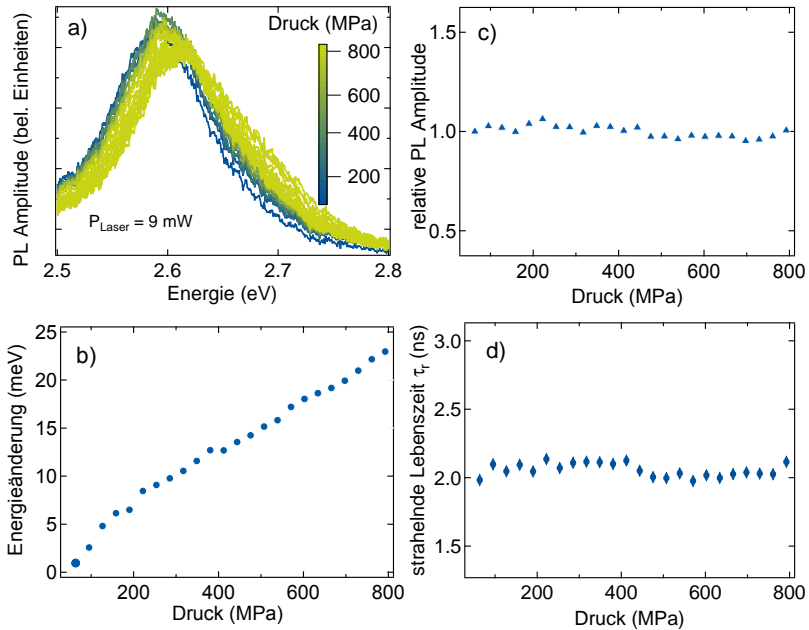 a)
Druck (MPa)
800
600
400
200
P_Laser = 9 mW
PL Amplitude (bel. Einheiten)
2.5 2.6 2.7 2.8
Energie (eV)
c)
1.5
1.0
0.5
relative PL Amplitude
200 400 600 800
Druck (MPa)
b)
25
20
15
10
5
0
Energieänderung (meV)
200 400 600 800
Druck (MPa)
d)
3.0
2.5
2.0
1.5
strahelnde Lebenszeit τ_r (ns)
200 400 600 800
Druck (MPa)